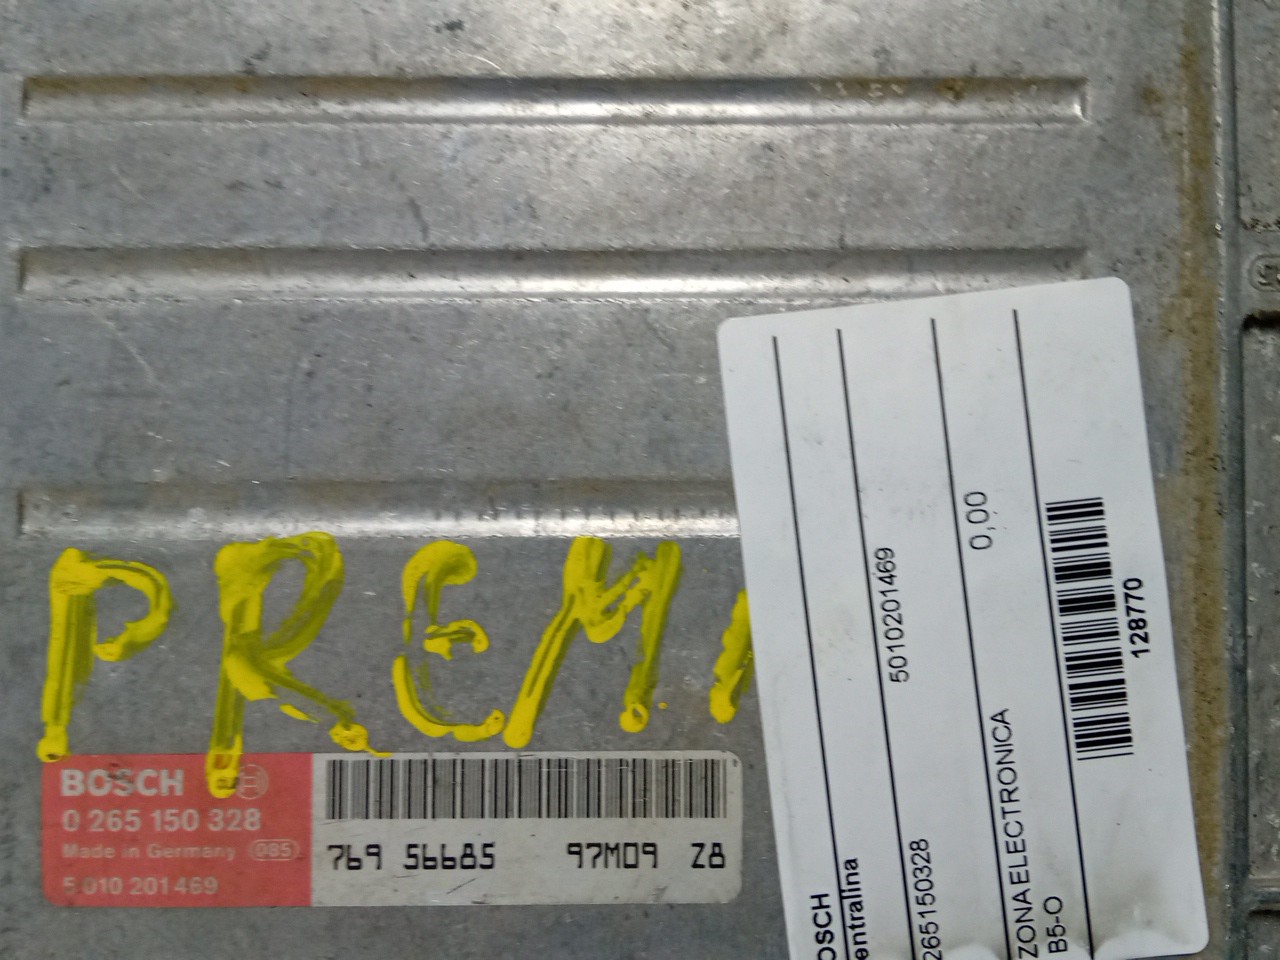 PREM
BOSCH
0 265 150 328
Made in Germany 085
5 010 201 469
769 56685 97M09 Z8
OSCH
entralina
265150328 5010201469
0,00
ZONA ELECTRONICA
B5-O
128770